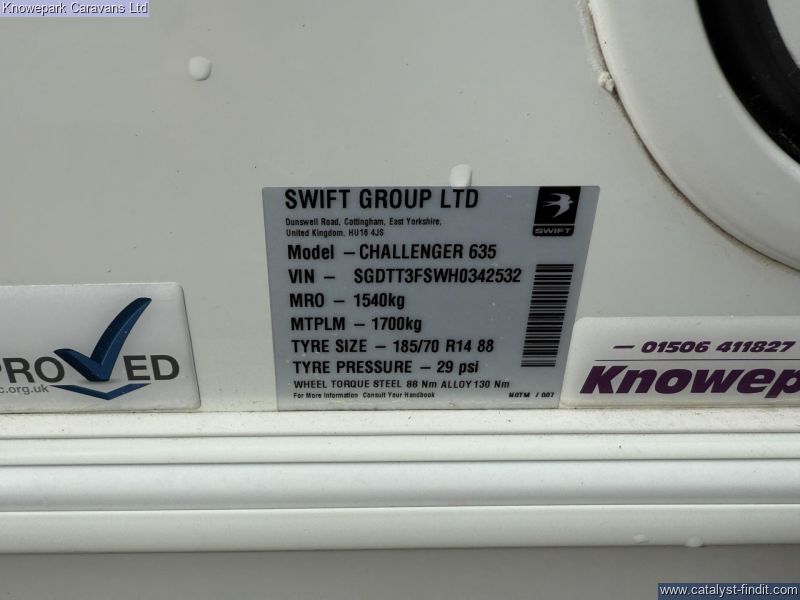 Knowepark Caravans Ltd
SWIFT GROUP LTD
Dunswell Road, Cottingham, East Yorkshire,
United Kingdom. HU16 4JS
SWIFT
Model – CHALLENGER 635
VIN – SGDTT3FSWH0342532
MRO – 1540kg
MTPLM – 1700kg
TYRE SIZE – 185/70 R14 88
TYRE PRESSURE – 29 psi
WHEEL TORQUE STEEL 88 Nm ALLOY 130 Nm
For More Information Consult Your Handbook
PROVED
c.org.uk
– 01506 411827
Knowep
www.catalyst-findit.com